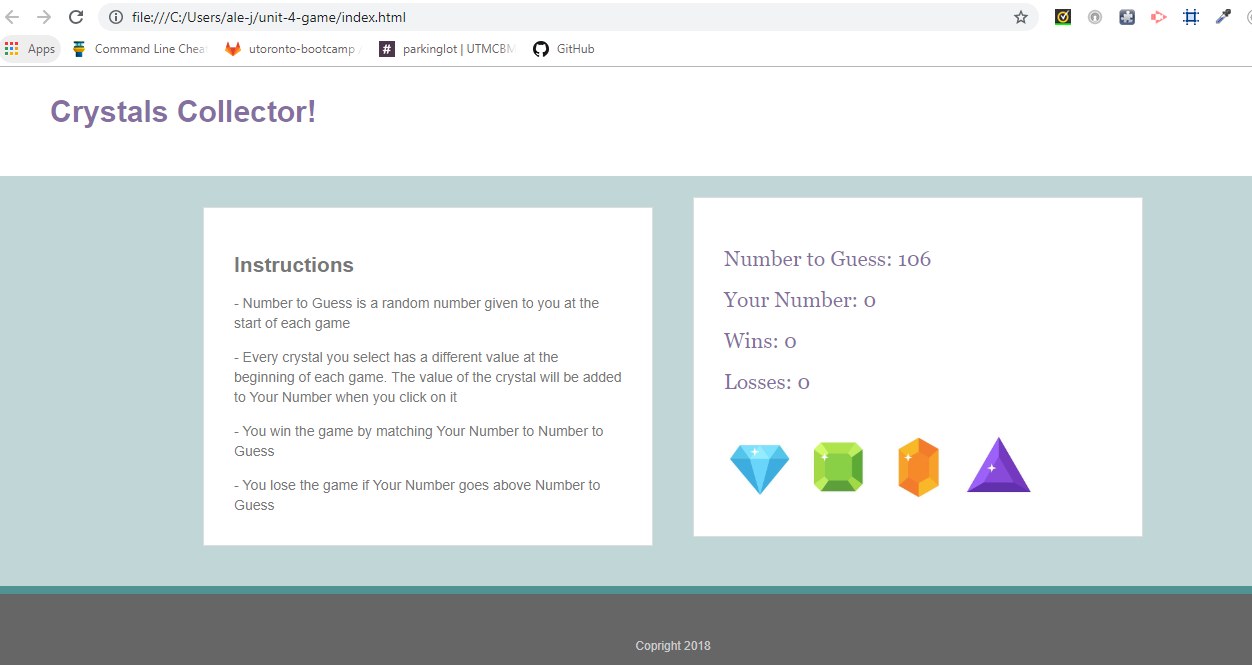 file:///C:/Users/ale-j/unit-4-game/index.html
Apps
Command Line Chea
utoronto-bootcamp
parkinglot | UTMCBM
GitHub
Crystals Collector!
Instructions
- Number to Guess is a random number given to you at the
start of each game
- Every crystal you select has a different value at the
beginning of each game. The value of the crystal will be added
to Your Number when you click on it
- You win the game by matching Your Number to Number to
Guess
- You lose the game if Your Number goes above Number to
Guess
Number to Guess: 106
Your Number: 0
Wins: 0
Losses: 0
Copright 2018